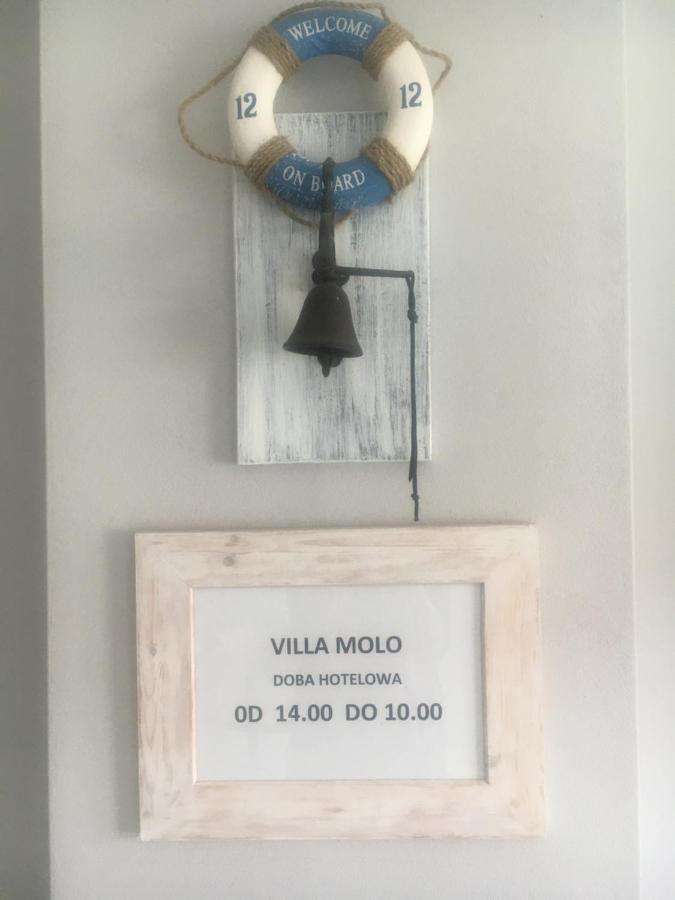 WELCOME
12 12
ON BOARD
VILLA MOLO
DOBA HOTELOWA
0D 14.00 DO 10.00